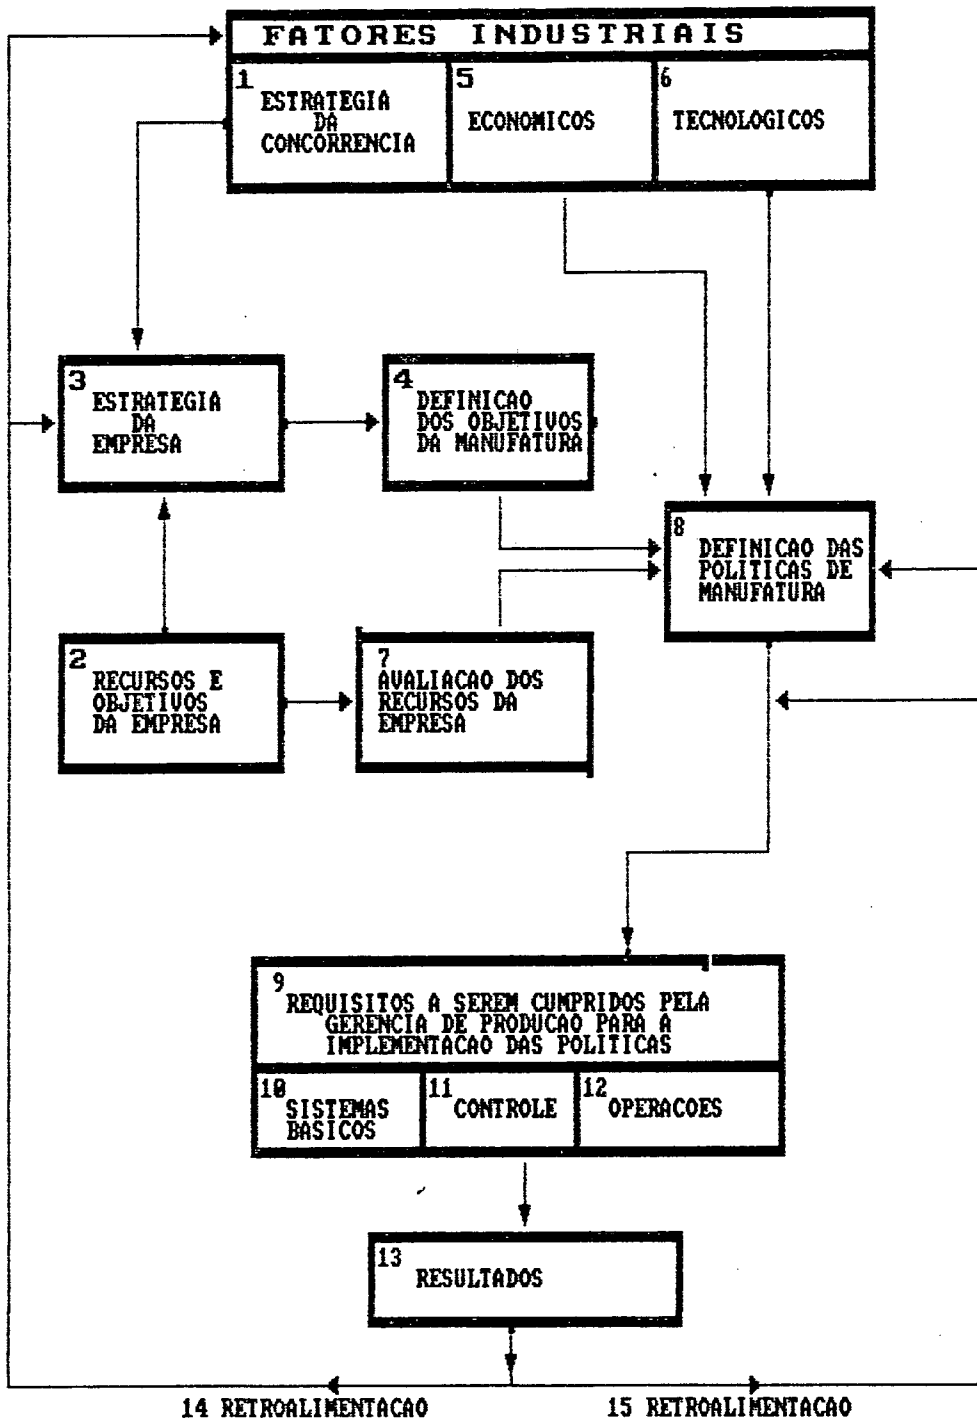 FATORES INDUSTRIAIS
1
ESTRATEGIA
DA
CONCORRENCIA
5
ECONOMICOS
6
TECNOLOGICOS
3
ESTRATEGIA
DA
EMPRESA
4
DEFINICAO
DOS OBJETIVOS
DA MANUFATURA
8
DEFINICAO DAS
POLITICAS DE
MANUFATURA
2
RECURSOS E
OBJETIVOS
DA EMPRESA
7
AVALIACAO DOS
RECURSOS DA
EMPRESA
9
REQUISITOS A SEREM CUMPRIDOS PELA
GERENCIA DE PRODUCAO PARA A
IMPLEMENTACAO DAS POLITICAS
10
SISTEMAS
BASICOS
11
CONTROLE
12
OPERACOES
13
RESULTADOS
14 RETROALIMENTACAO
15 RETROALIMENTACAO